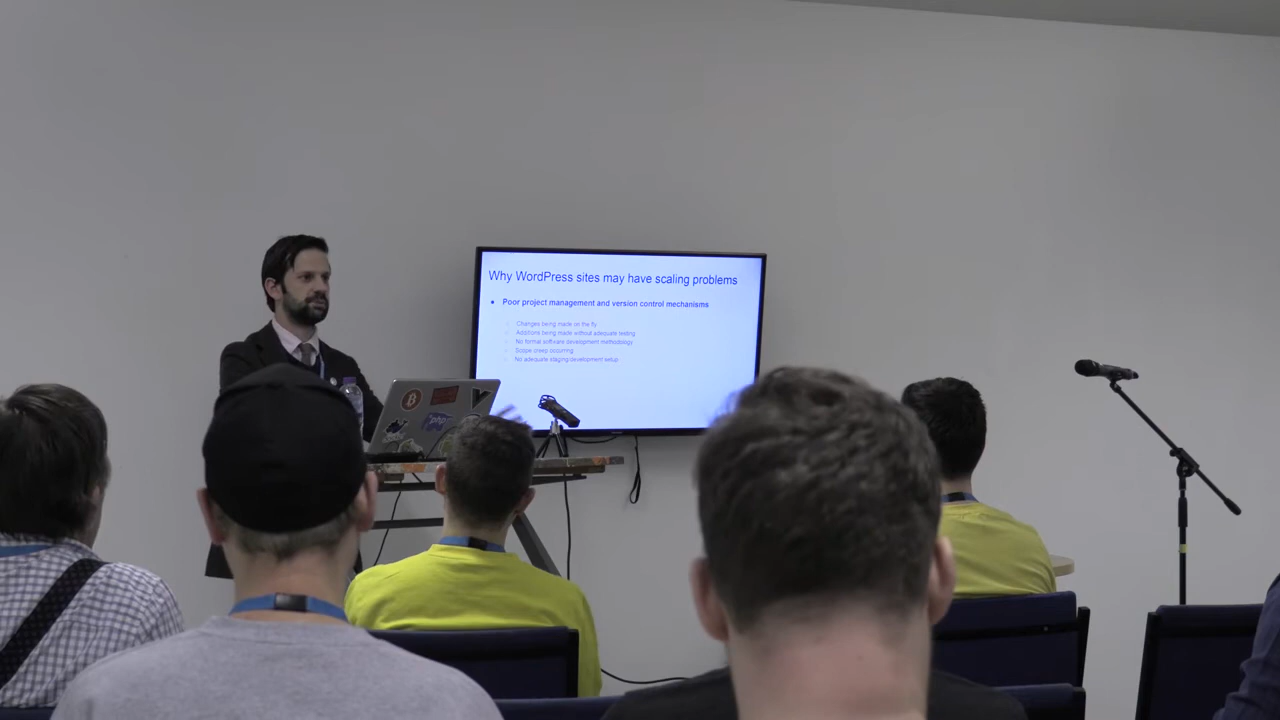 Why WordPress sites may have scaling problems
Poor project management and version control mechanisms
Changes being made on the fly
Additions being made without adequate testing
No formal software development methodology
Scope creep occurring
No adequate staging/development setup
php